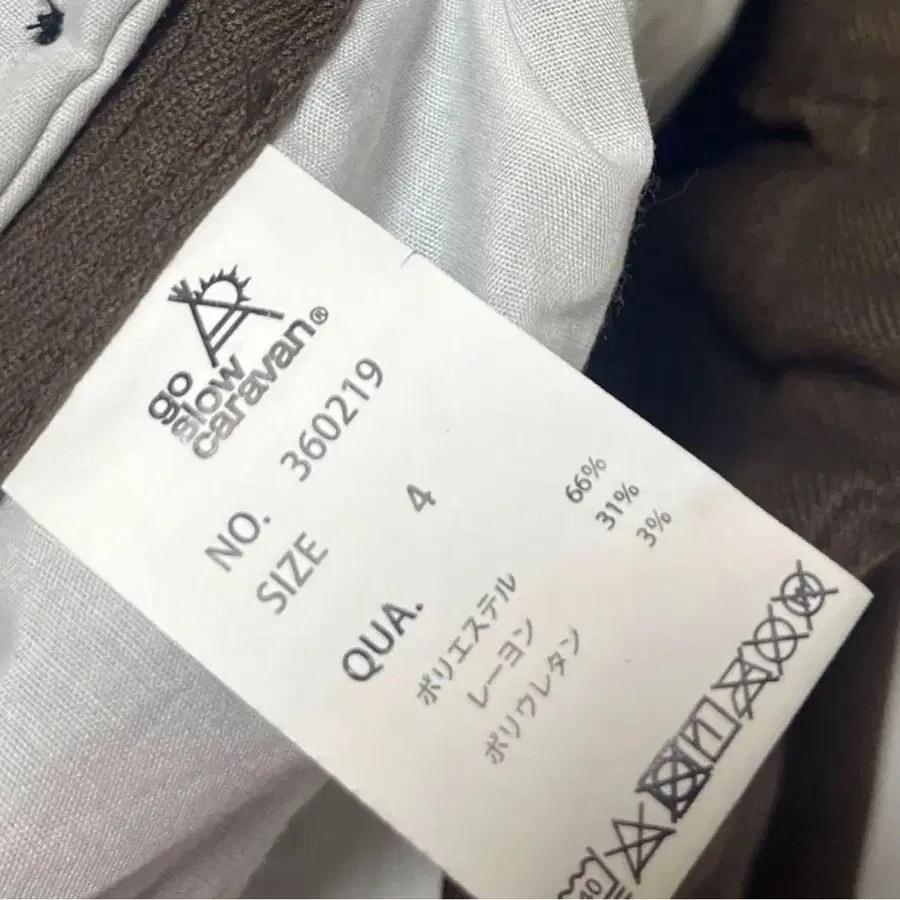 go
slow
caravan®
NO. 360219
SIZE 4
QUA.
ポリエステル 66%
レーヨン 31%
ポリウレタン 3%
40